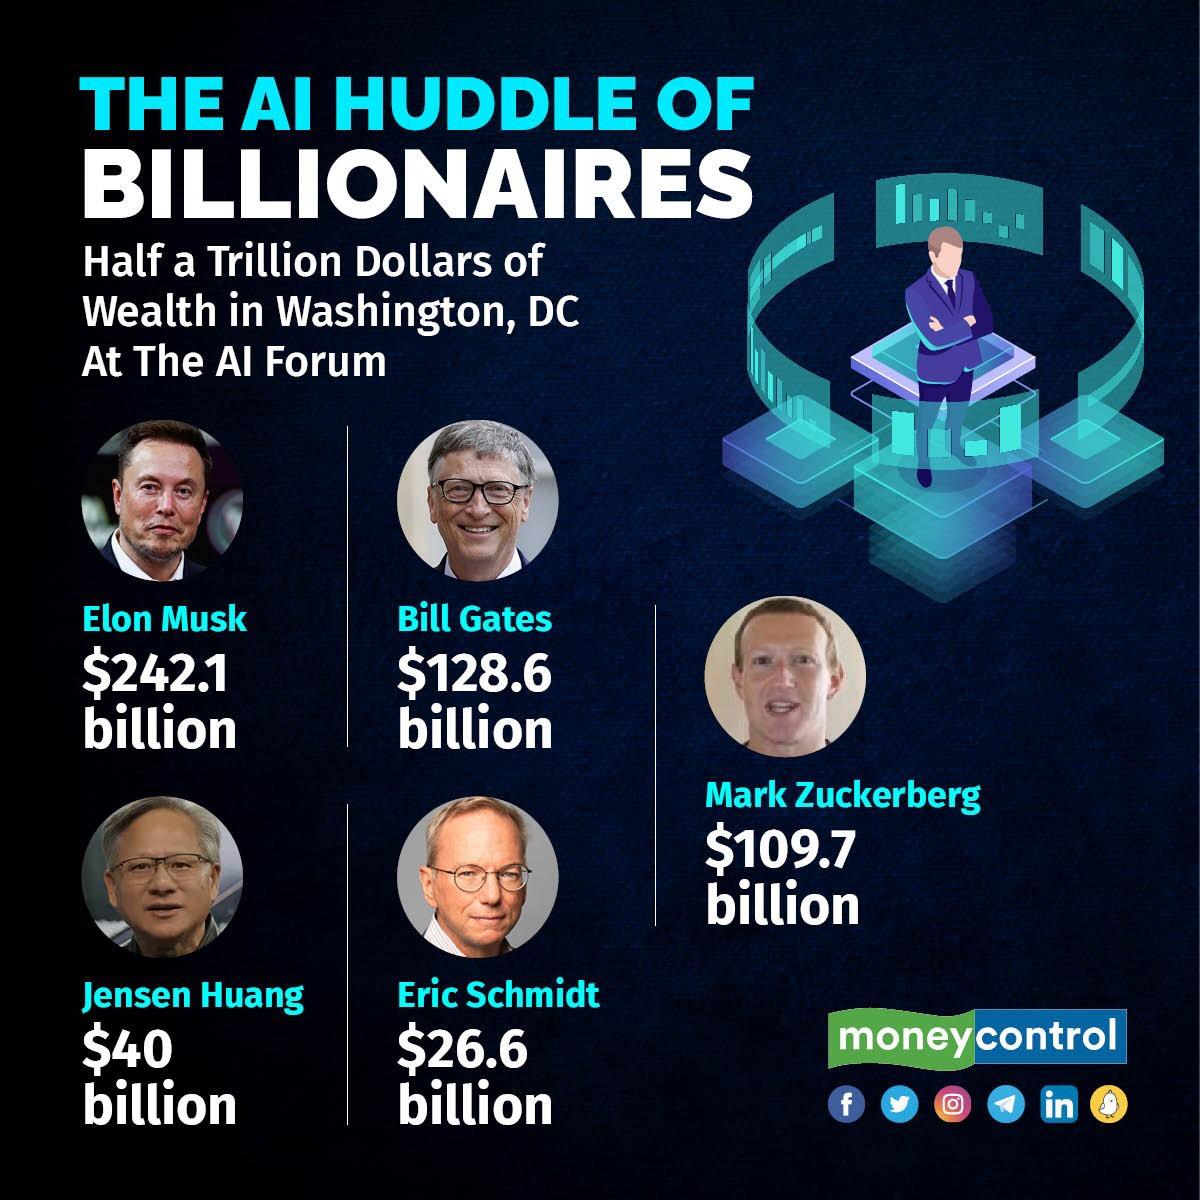 THE AI HUDDLE OF
BILLIONAIRES
Half a Trillion Dollars of
Wealth in Washington, DC
At The AI Forum
Elon Musk
$242.1
billion
Bill Gates
$128.6
billion
Mark Zuckerberg
$109.7
billion
Jensen Huang
$40
billion
Eric Schmidt
$26.6
billion
moneycontrol